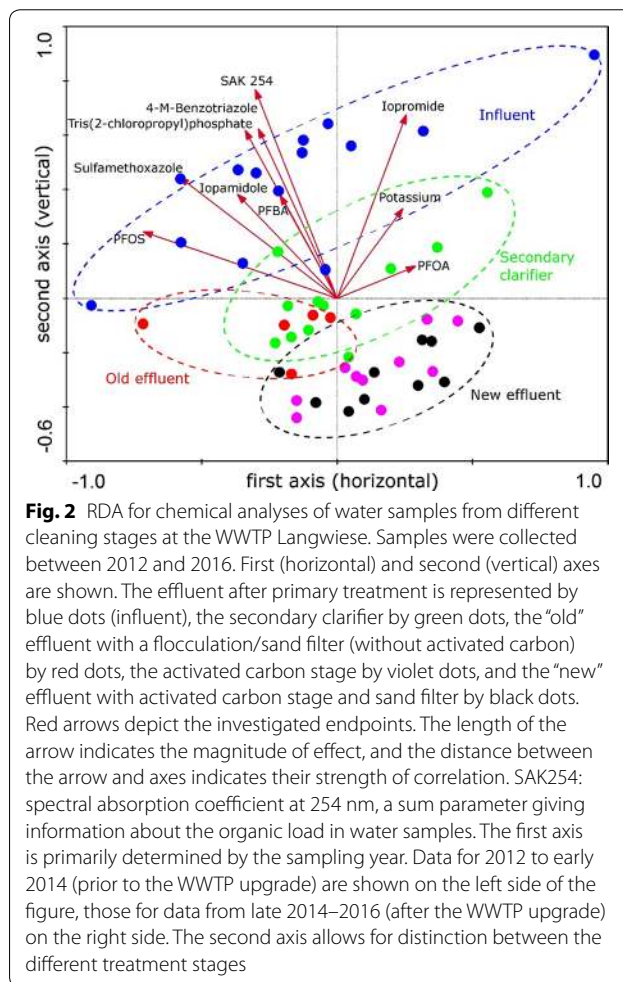 1.0
SAK 254
4-M-Benzotriazole
Tris(2-chloropropyl)phosphate
Iopromide
Influent
Sulfamethoxazole
Iopamidole
PFBA
Potassium
PFOS
PFOA
Secondary
clarifier
second axis (vertical)
Old effluent
New effluent
-0.6
-1.0
first axis (horizontal)
1.0
Fig. 2 RDA for chemical analyses of water samples from different
cleaning stages at the WWTP Langwiese. Samples were collected
between 2012 and 2016. First (horizontal) and second (vertical) axes
are shown. The effluent after primary treatment is represented by
blue dots (influent), the secondary clarifier by green dots, the “old”
effluent with a flocculation/sand filter (without activated carbon)
by red dots, the activated carbon stage by violet dots, and the “new”
effluent with activated carbon stage and sand filter by black dots.
Red arrows depict the investigated endpoints. The length of the
arrow indicates the magnitude of effect, and the distance between
the arrow and axes indicates their strength of correlation. SAK254:
spectral absorption coefficient at 254 nm, a sum parameter giving
information about the organic load in water samples. The first axis
is primarily determined by the sampling year. Data for 2012 to early
2014 (prior to the WWTP upgrade) are shown on the left side of the
figure, those for data from late 2014–2016 (after the WWTP upgrade)
on the right side. The second axis allows for distinction between the
different treatment stages